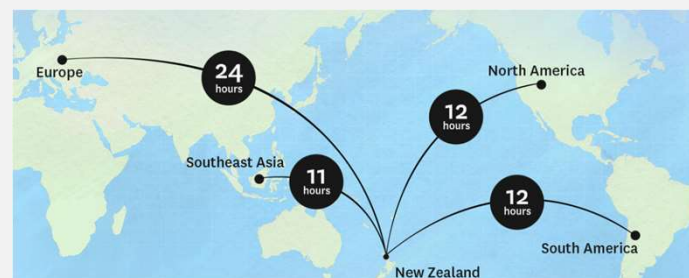 Europe
24
hours
North America
12
hours
Southeast Asia
11
hours
12
hours
South America
New Zealand